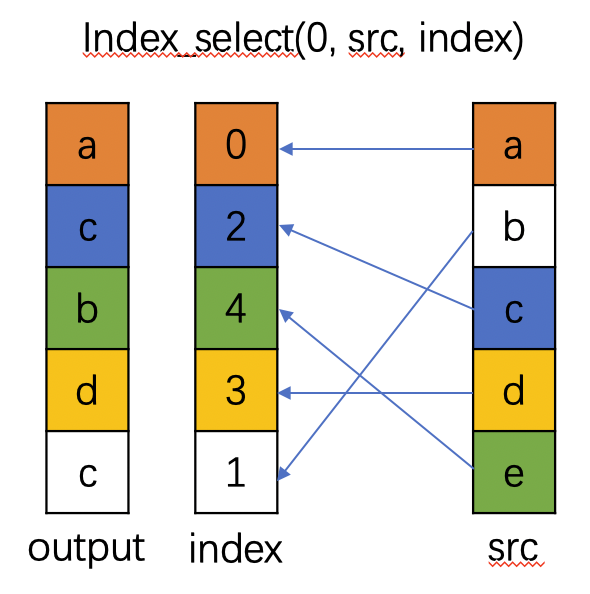 Index_select(0, src, index)
a 0 a
c 2 b
b 4 c
d 3 d
c 1 e
output index src